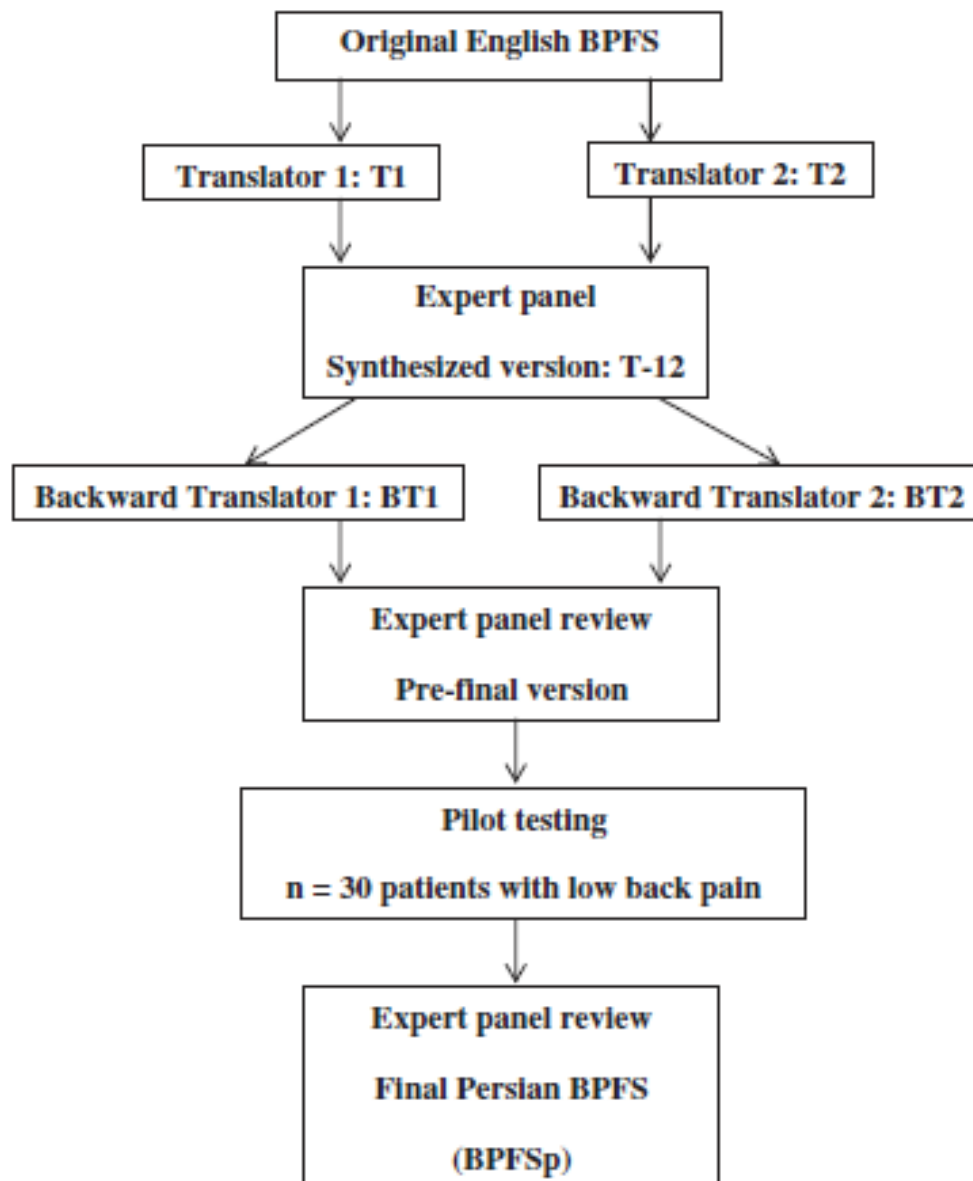 Original English BPFS
Translator 1: T1
Translator 2: T2
Expert panel
Synthesized version: T-12
Backward Translator 1: BT1
Backward Translator 2: BT2
Expert panel review
Pre-final version
Pilot testing
n = 30 patients with low back pain
Expert panel review
Final Persian BPFS
(BPFSp)